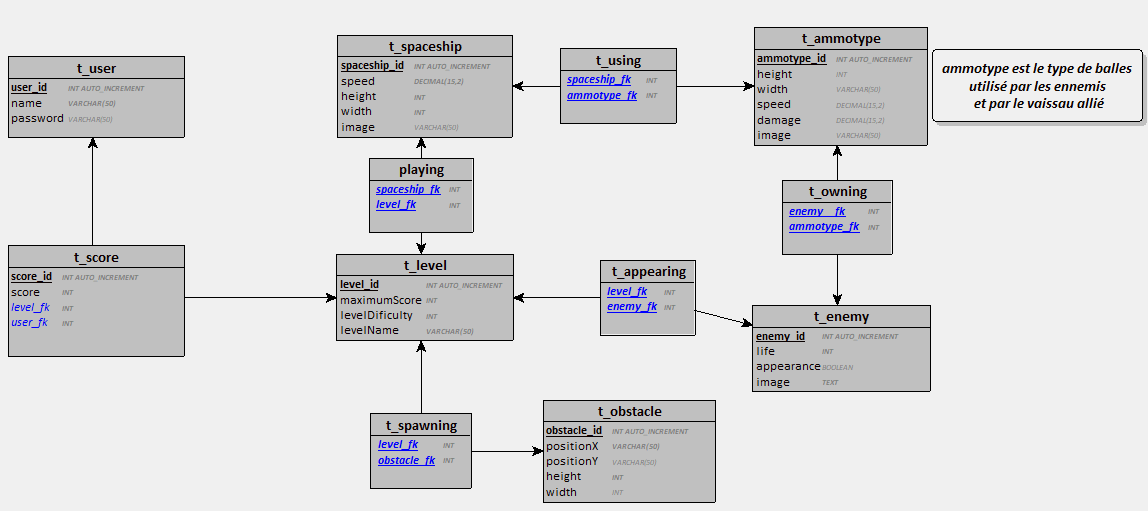 t_user
user_id INT AUTO_INCREMENT
name VARCHAR(50)
password VARCHAR(50)
t_spaceship
spaceship_id INT AUTO_INCREMENT
speed DECIMAL(15,2)
height INT
width INT
image VARCHAR(50)
t_using
spaceship_fk INT
ammotype_fk INT
t_ammotype
ammotype_id INT AUTO_INCREMENT
height INT
width VARCHAR(50)
speed DECIMAL(15,2)
damage DECIMAL(15,2)
image VARCHAR(50)
ammotype est le type de balles
utilisé par les ennemis
et par le vaissau allié
playing
spaceship_fk INT
level_fk INT
t_owning
enemy__fk INT
ammotype_fk INT
t_score
score_id INT AUTO_INCREMENT
score INT
level_fk INT
user_fk INT
t_level
level_id INT AUTO_INCREMENT
maximumScore INT
levelDificulty INT
levelName VARCHAR(50)
t_appearing
level_fk INT
enemy_fk INT
t_enemy
enemy_id INT AUTO_INCREMENT
life INT
appearance BOOLEAN
image TEXT
t_spawning
level_fk INT
obstacle_fk INT
t_obstacle
obstacle_id INT AUTO_INCREMENT
positionX VARCHAR(50)
positionY VARCHAR(50)
height INT
width INT